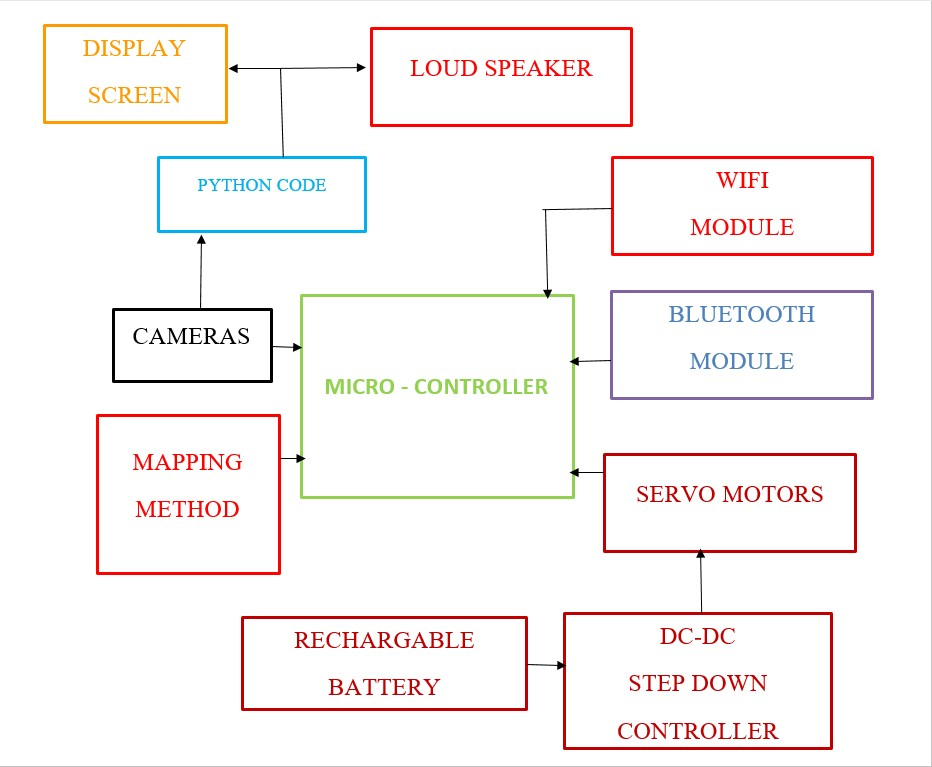 DISPLAY
SCREEN
LOUD SPEAKER
PYTHON CODE
WIFI
MODULE
CAMERAS
BLUETOOTH
MODULE
MICRO - CONTROLLER
MAPPING
METHOD
SERVO MOTORS
RECHARGABLE
BATTERY
DC-DC
STEP DOWN
CONTROLLER